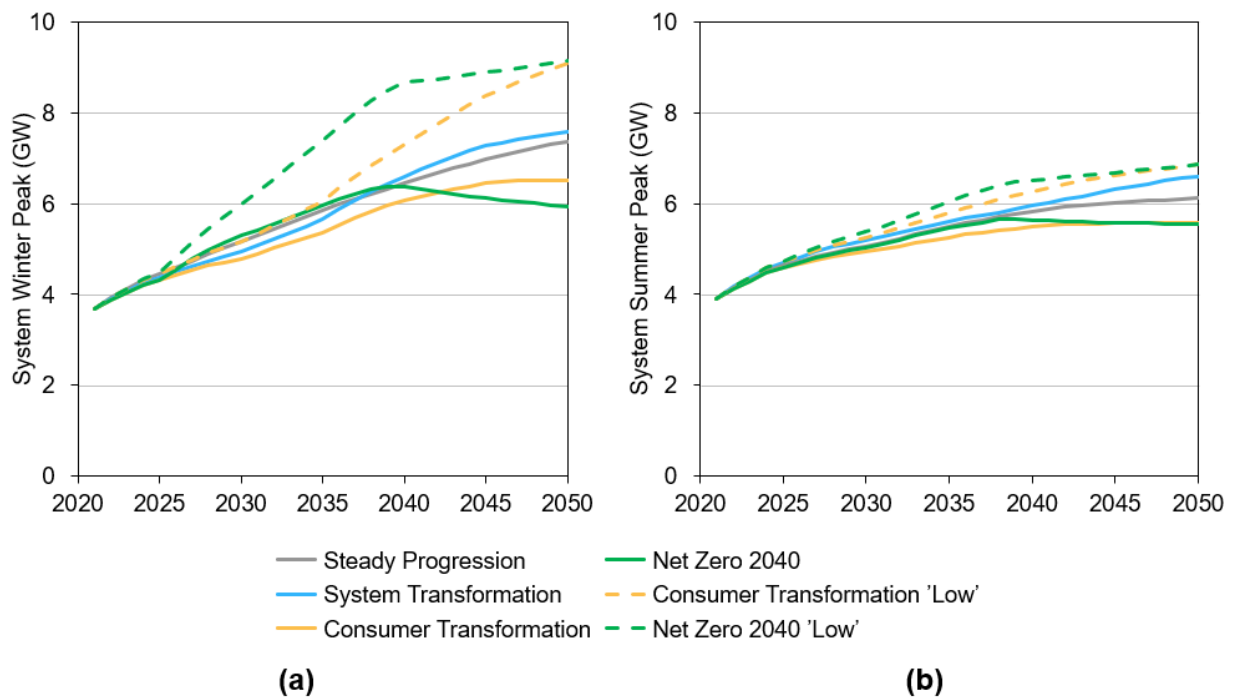 System Winter Peak (GW)
10
8
6
4
2
0
2020 2025 2030 2035 2040 2045 2050
System Summer Peak (GW)
10
8
6
4
2
0
2020 2025 2030 2035 2040 2045 2050
Steady Progression
Net Zero 2040
System Transformation
Consumer Transformation ’Low’
Consumer Transformation
Net Zero 2040 ’Low’
(a)
(b)